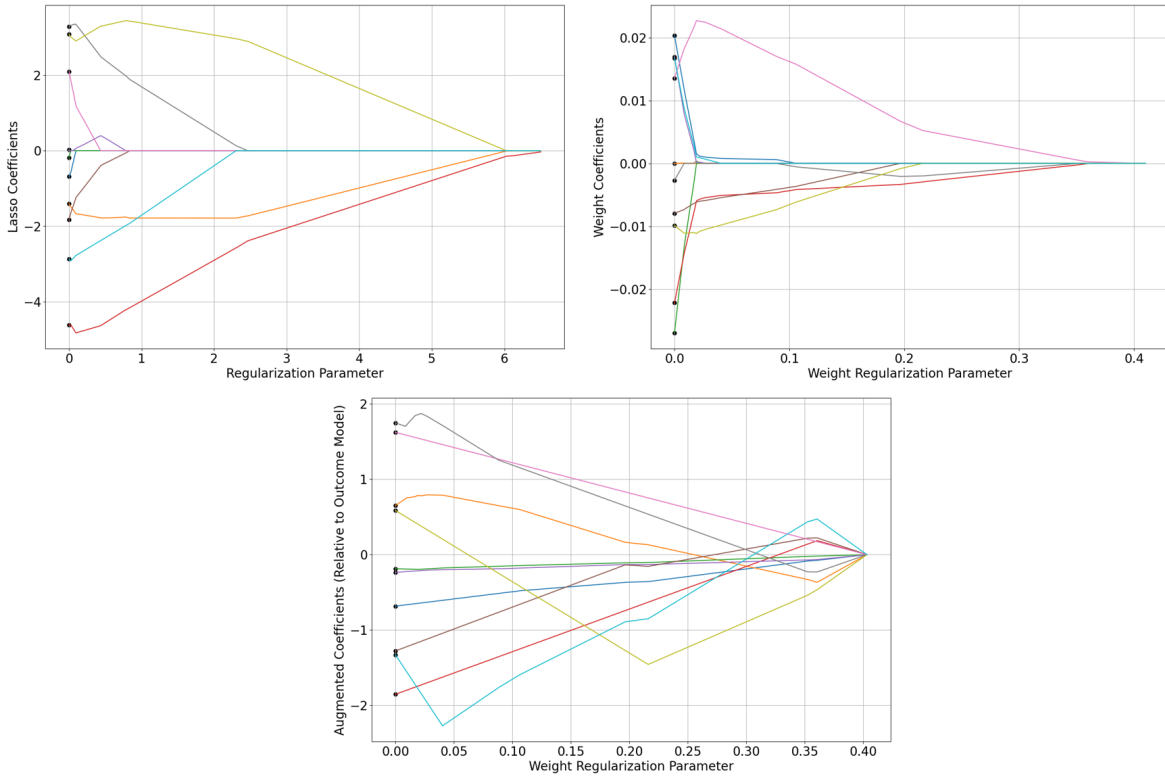 2
0
−2
−4
Lasso Coefficients
0 1 2 3 4 5 6
Regularization Parameter
0.02
0.01
0.00
−0.01
−0.02
Weight Coefficients
0.0 0.1 0.2 0.3 0.4
Weight Regularization Parameter
2
1
0
−1
−2
Augmented Coefficients (Relative to Outcome Model)
0.00 0.05 0.10 0.15 0.20 0.25 0.30 0.35 0.40
Weight Regularization Parameter